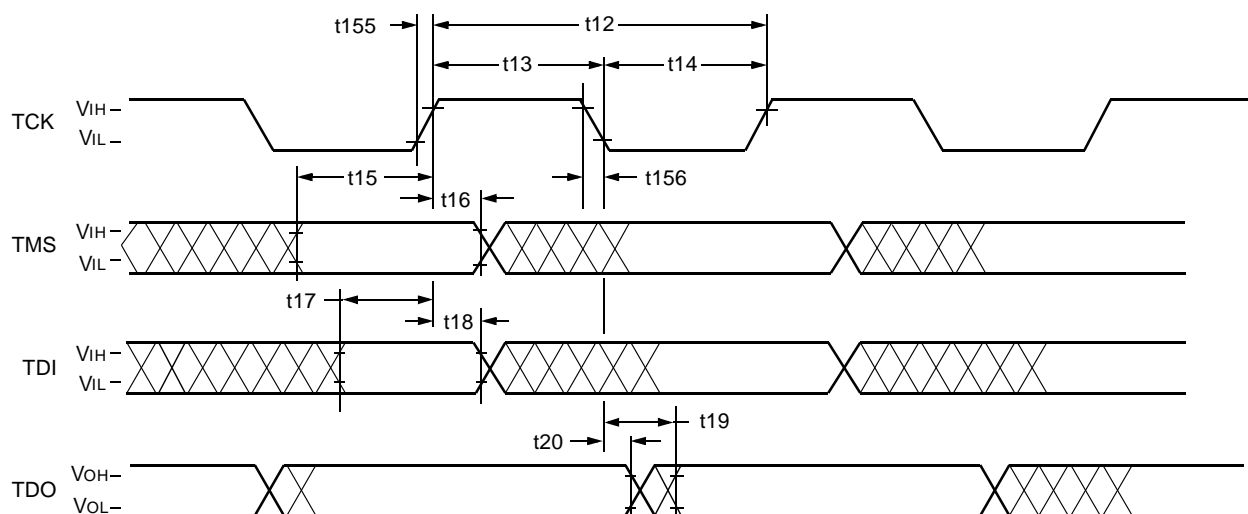 t155
t12
t13
t14
TCK
VIH
VIL
t15
t156
t16
TMS
VIH
VIL
t17
t18
TDI
VIH
VIL
t19
t20
TDO
VOH
VOL